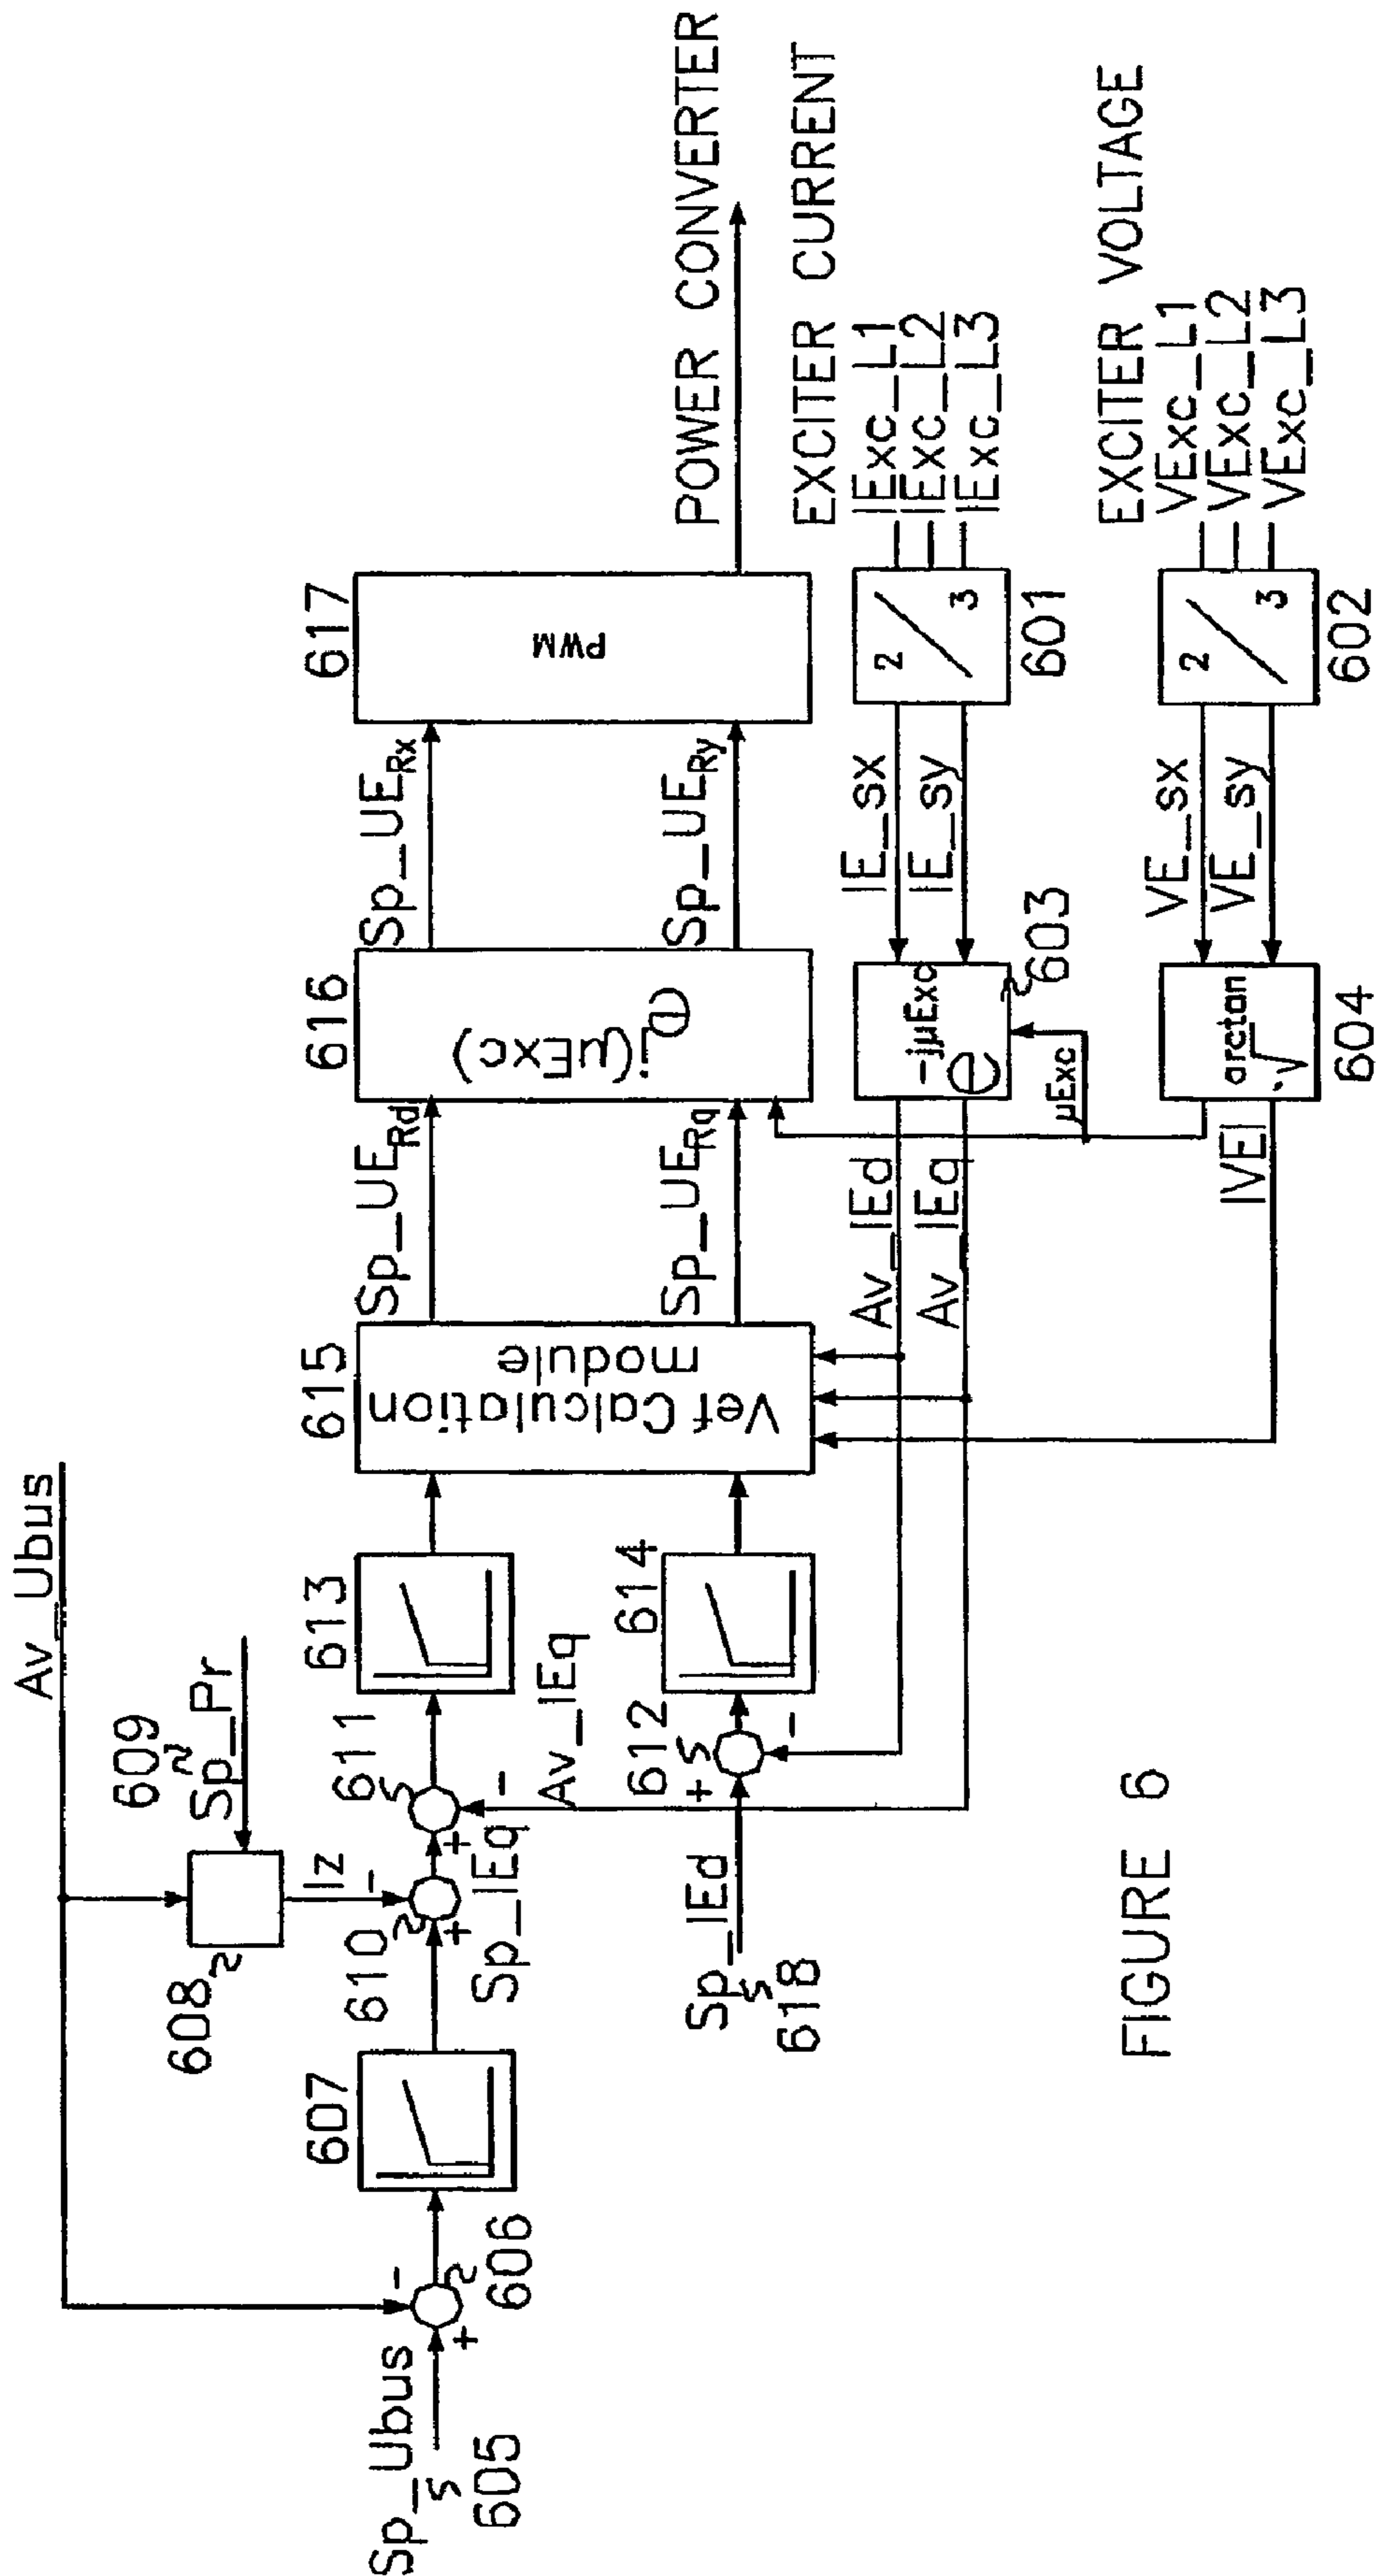 Av_Ubus
609
Sp_Pr
608
Iz
-
Sp_Ubus
605
+
-
606
607
610
+
Sp_IEq
611
+
-
Av_IEq
613
Sp_IEd
618
612
+
-
614
615
Vef Calculation
module
Sp_UE_Rd
Sp_UE_Rq
616
e j(µExc)
Sp_UE_Rx
Sp_UE_Ry
617
PWM
POWER CONVERTER
Av_IEd
Av_IEq
µExc
e -jµExc
603
IE_sx
IE_sy
2 / 3
601
EXCITER CURRENT
IExc_L1
IExc_L2
IExc_L3
|VE|
arctan
√
604
VE_sx
VE_sy
2 / 3
602
EXCITER VOLTAGE
VExc_L1
VExc_L2
VExc_L3
FIGURE 6